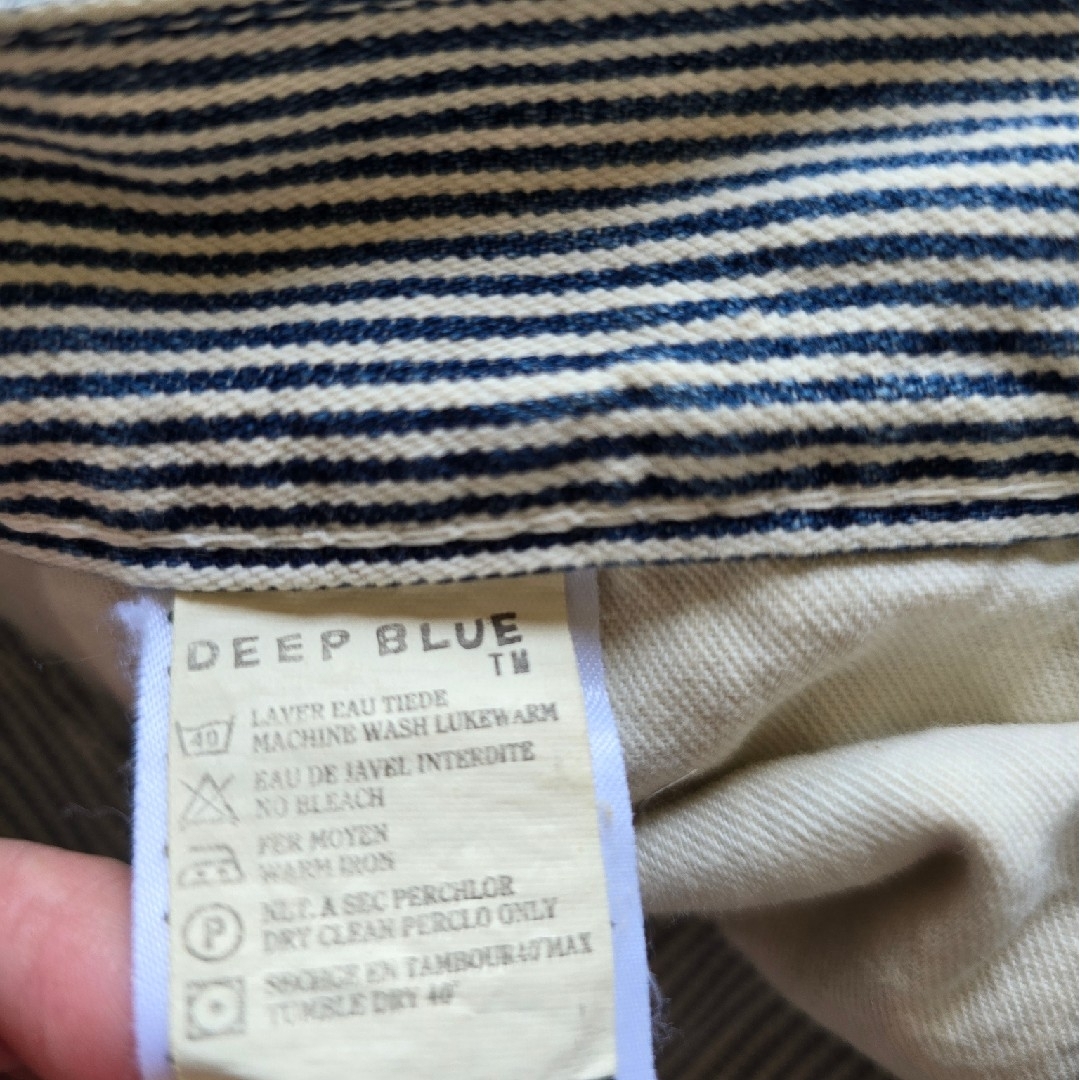 DEEP BLUE
TM
40
LAVER EAU TIEDE
MACHINE WASH LUKEWARM
EAU DE JAVEL INTERDITE
NO BLEACH
FER MOYEN
WARM IRON
P
NET. A SEC PERCHLOR
DRY CLEAN PERCLO ONLY
SECHAGE EN TAMBOUR 40° MAX
TUMBLE DRY 40°